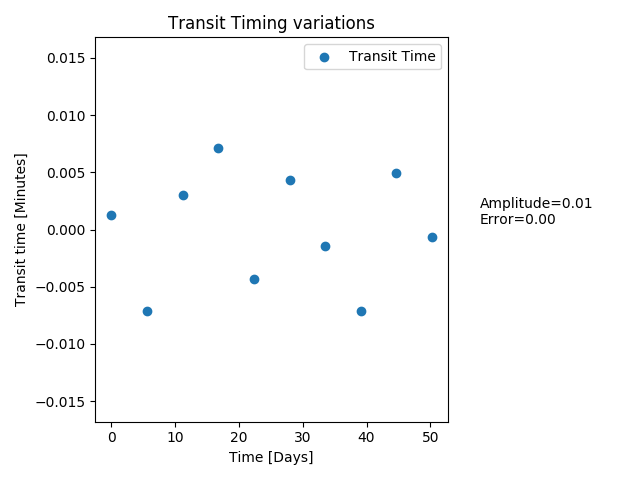 Transit Timing variations
Transit Time
0.015
0.010
0.005
0.000
−0.005
−0.010
−0.015
Transit time [Minutes]
Amplitude=0.01
Error=0.00
0 10 20 30 40 50
Time [Days]